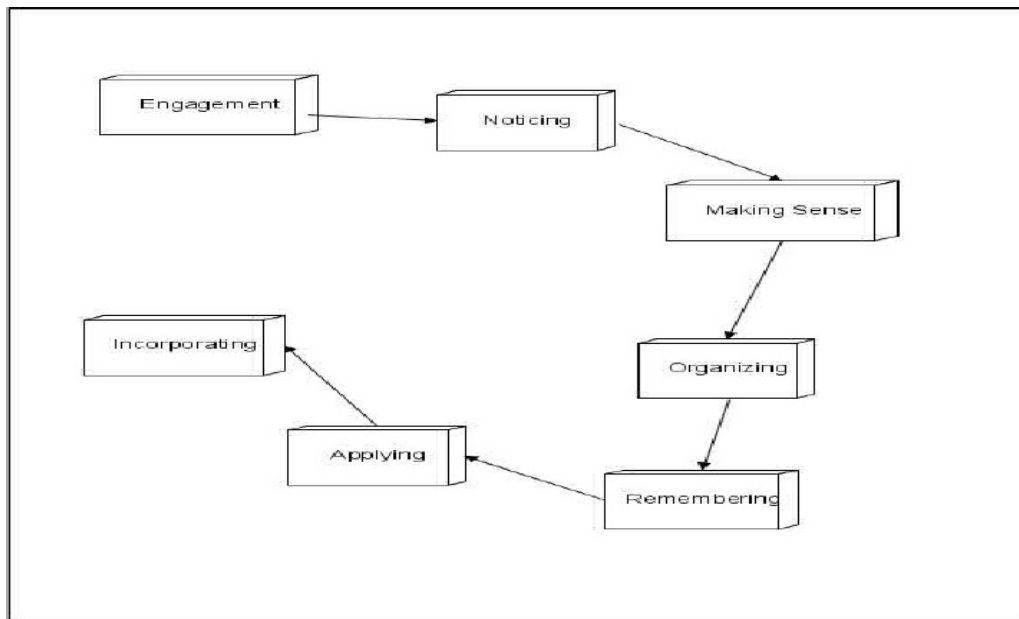 Engagement
Noticing
Making Sense
Organizing
Remembering
Applying
Incorporating